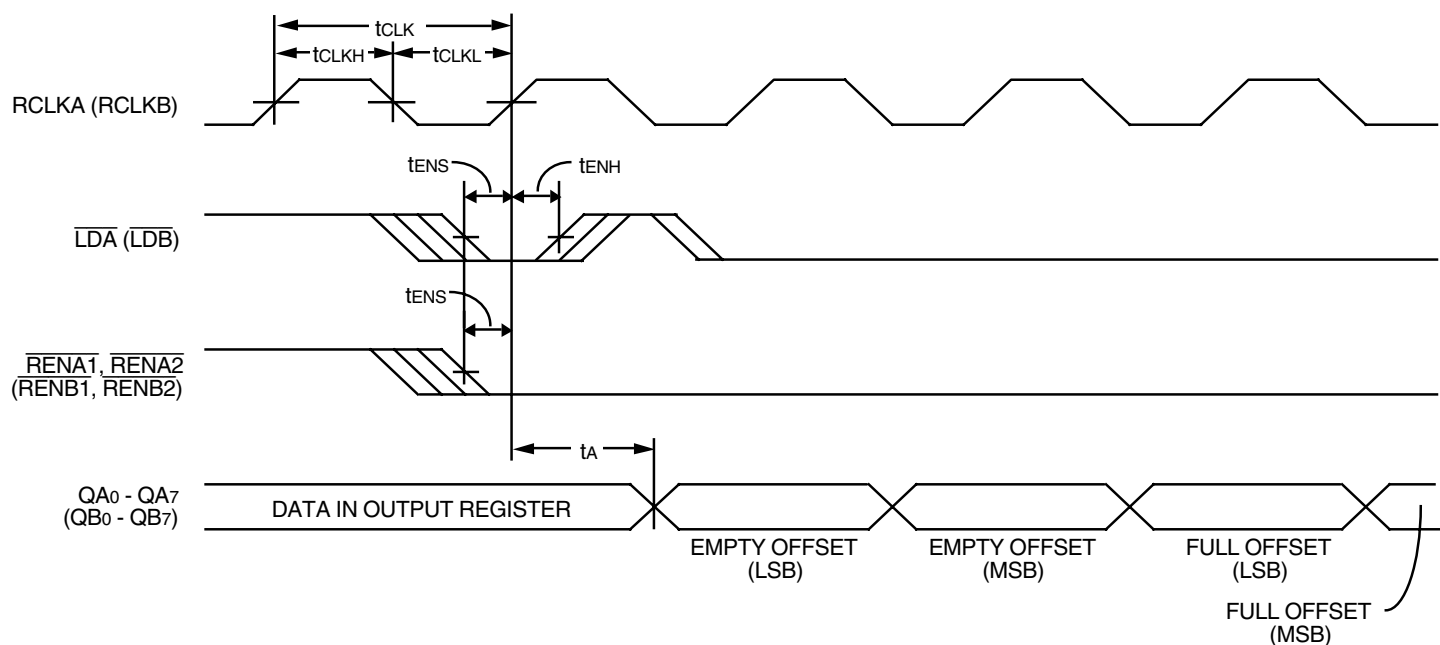 tCLK
tCLKH
tCLKL
RCLKA (RCLKB)
tENS
tENH
LDA (LDB)
tENS
RENA1, RENA2
(RENB1, RENB2)
tA
QA0 - QA7
(QB0 - QB7)
DATA IN OUTPUT REGISTER
EMPTY OFFSET
(LSB)
EMPTY OFFSET
(MSB)
FULL OFFSET
(LSB)
FULL OFFSET
(MSB)